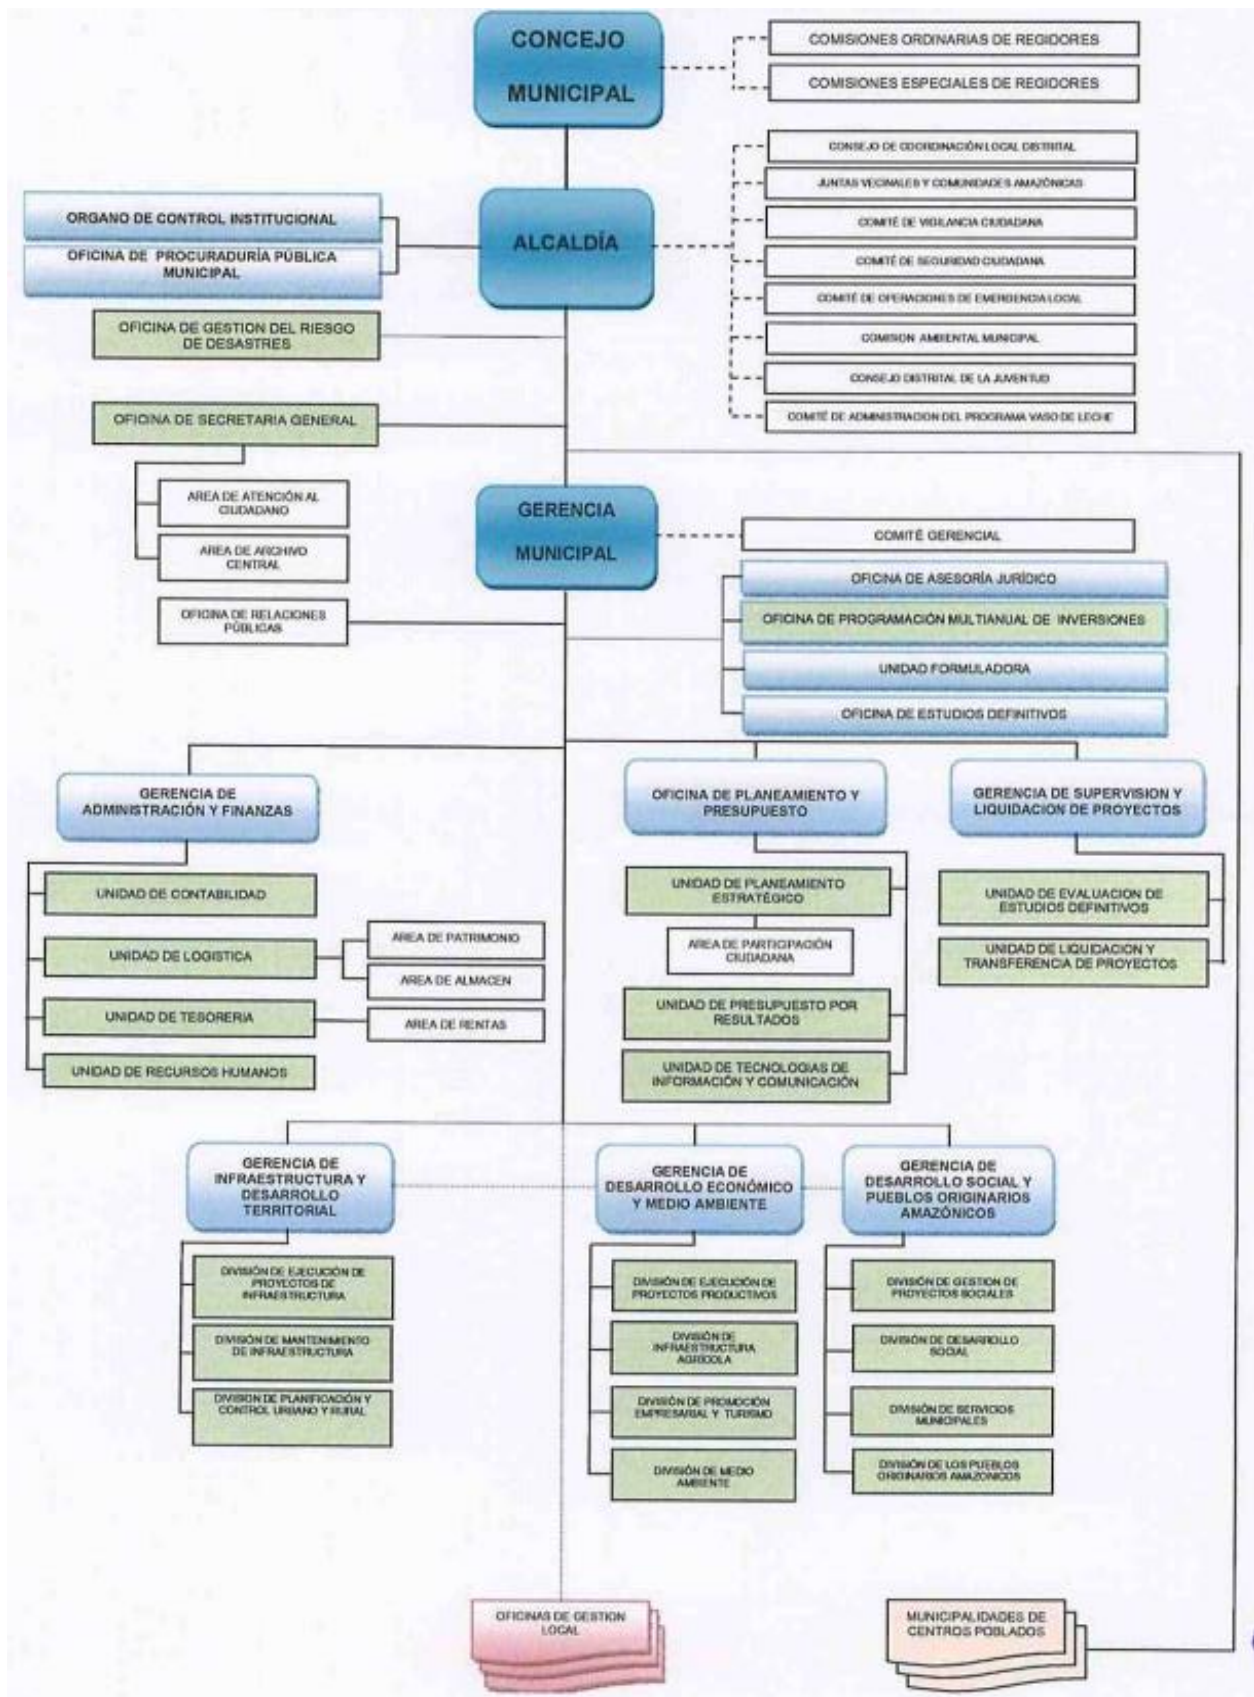 CONCEJO
MUNICIPAL
COMISIONES ORDINARIAS DE REGIDORES
COMISIONES ESPECIALES DE REGIDORES
CONSEJO DE COORDINACIÓN LOCAL DISTRITAL
JUNTAS VECINALES Y COMUNIDADES AMAZÓNICAS
COMITÉ DE VIGILANCIA CIUDADANA
COMITÉ DE SEGURIDAD CIUDADANA
COMITÉ DE OPERACIONES DE EMERGENCIA LOCAL
COMISION AMBIENTAL MUNICIPAL
CONSEJO DISTRITAL DE LA JUVENTUD
COMITÉ DE ADMINISTRACION DEL PROGRAMA VASO DE LECHE
ALCALDÍA
ORGANO DE CONTROL INSTITUCIONAL
OFICINA DE PROCURADURÍA PÚBLICA
MUNICIPAL
OFICINA DE GESTION DEL RIESGO
DE DESASTRES
OFICINA DE SECRETARIA GENERAL
AREA DE ATENCIÓN AL
CIUDADANO
AREA DE ARCHIVO
CENTRAL
OFICINA DE RELACIONES
PÚBLICAS
GERENCIA
MUNICIPAL
COMITÉ GERENCIAL
OFICINA DE ASESORÍA JURÍDICO
OFICINA DE PROGRAMACIÓN MULTIANUAL DE INVERSIONES
UNIDAD FORMULADORA
OFICINA DE ESTUDIOS DEFINITIVOS
GERENCIA DE
ADMINISTRACIÓN Y FINANZAS
UNIDAD DE CONTABILIDAD
UNIDAD DE LOGISTICA
AREA DE PATRIMONIO
AREA DE ALMACEN
UNIDAD DE TESORERIA
AREA DE RENTAS
UNIDAD DE RECURSOS HUMANOS
OFICINA DE PLANEAMIENTO Y
PRESUPUESTO
UNIDAD DE PLANEAMIENTO
ESTRATÉGICO
AREA DE PARTICIPACIÓN
CIUDADANA
UNIDAD DE PRESUPUESTO POR
RESULTADOS
UNIDAD DE TECNOLOGIAS DE
INFORMACIÓN Y COMUNICACIÓN
GERENCIA DE SUPERVISION Y
LIQUIDACION DE PROYECTOS
UNIDAD DE EVALUACION DE
ESTUDIOS DEFINITIVOS
UNIDAD DE LIQUIDACION Y
TRANSFERENCIA DE PROYECTOS
GERENCIA DE
INFRAESTRUCTURA Y
DESARROLLO
TERRITORIAL
DIVISIÓN DE EJECUCIÓN DE
PROYECTOS DE
INFRAESTRUCTURA
DIVISIÓN DE MANTENIMIENTO
DE INFRAESTRUCTURA
DIVISION DE PLANIFICACIÓN Y
CONTROL URBANO Y RURAL
GERENCIA DE
DESARROLLO ECONÓMICO
Y MEDIO AMBIENTE
DIVISIÓN DE EJECUCIÓN DE
PROYECTOS PRODUCTIVOS
DIVISIÓN DE
INFRAESTRUCTURA
AGRÍCOLA
DIVISIÓN DE PROMOCIÓN
EMPRESARIAL Y TURISMO
DIVISIÓN DE MEDIO
AMBIENTE
GERENCIA DE
DESARROLLO SOCIAL Y
PUEBLOS ORIGINARIOS
AMAZÓNICOS
DIVISIÓN DE GESTION DE
PROYECTOS SOCIALES
DIVISIÓN DE DESARROLLO
SOCIAL
DIVISIÓN DE SERVICIOS
MUNICIPALES
DIVISIÓN DE LOS PUEBLOS
ORIGINARIOS AMAZONICOS
OFICINAS DE GESTION
LOCAL
MUNICIPALIDADES DE
CENTROS POBLADOS